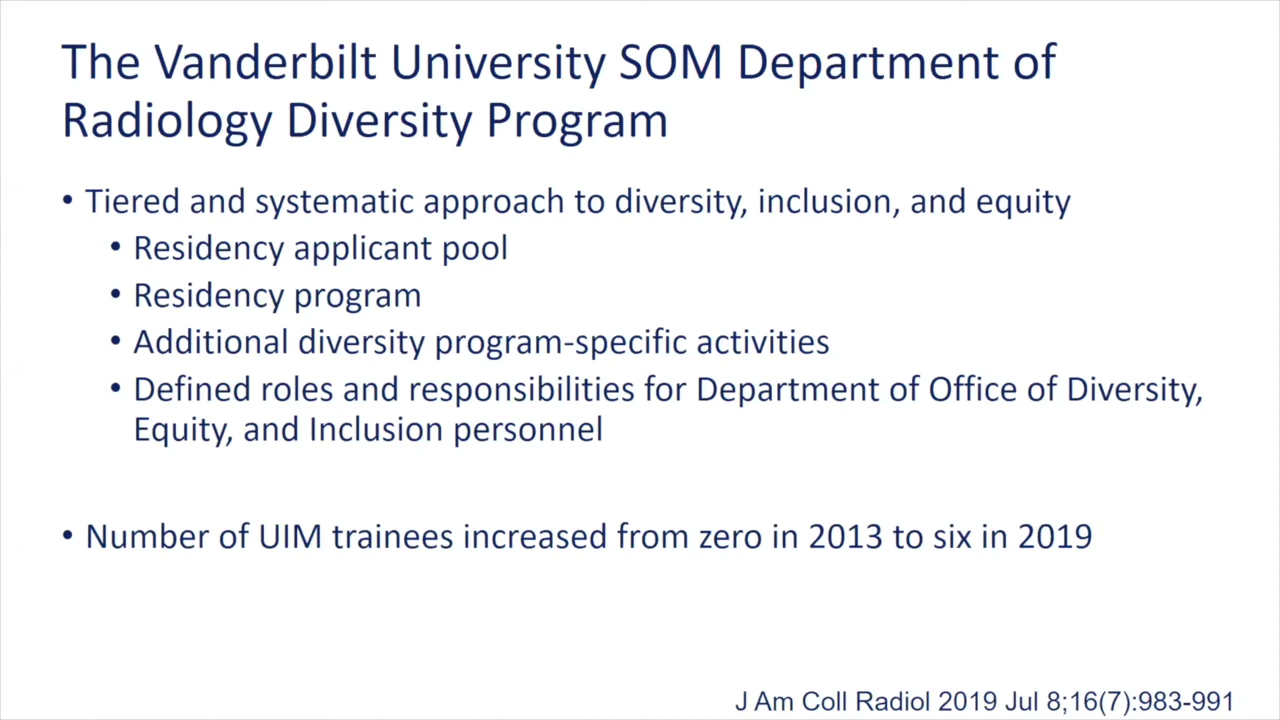 The Vanderbilt University SOM Department of
Radiology Diversity Program
• Tiered and systematic approach to diversity, inclusion, and equity
• Residency applicant pool
• Residency program
• Additional diversity program-specific activities
• Defined roles and responsibilities for Department of Office of Diversity,
Equity, and Inclusion personnel
• Number of UIM trainees increased from zero in 2013 to six in 2019
J Am Coll Radiol 2019 Jul 8;16(7):983-991